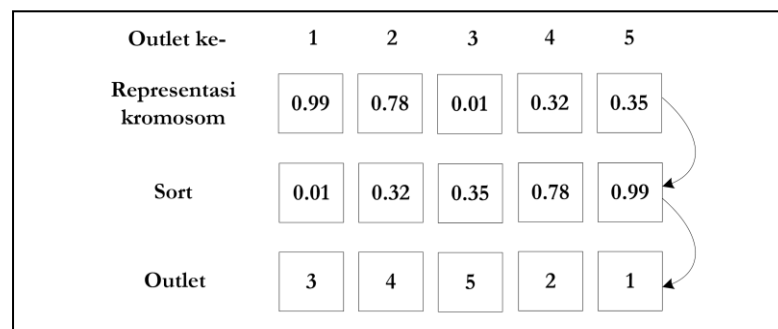 Outlet ke- 1 2 3 4 5
Representasi
kromosom 0.99 0.78 0.01 0.32 0.35
Sort 0.01 0.32 0.35 0.78 0.99
Outlet 3 4 5 2 1